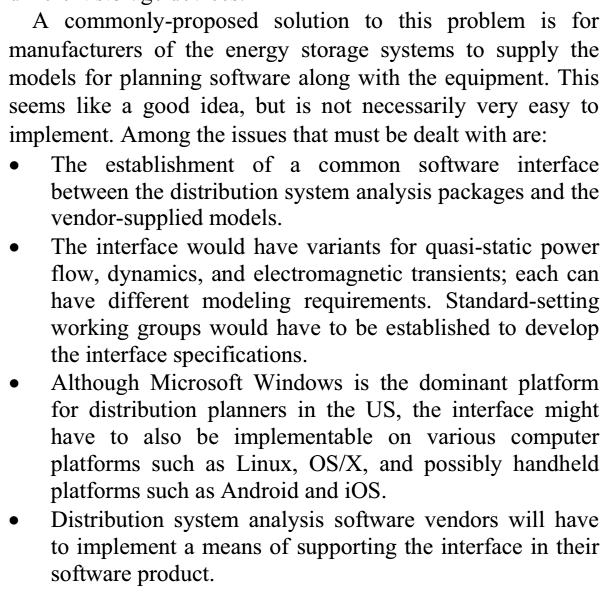 A commonly-proposed solution to this problem is for
manufacturers of the energy storage systems to supply the
models for planning software along with the equipment. This
seems like a good idea, but is not necessarily very easy to
implement. Among the issues that must be dealt with are:
• The establishment of a common software interface
between the distribution system analysis packages and the
vendor-supplied models.
• The interface would have variants for quasi-static power
flow, dynamics, and electromagnetic transients; each can
have different modeling requirements. Standard-setting
working groups would have to be established to develop
the interface specifications.
• Although Microsoft Windows is the dominant platform
for distribution planners in the US, the interface might
have to also be implementable on various computer
platforms such as Linux, OS/X, and possibly handheld
platforms such as Android and iOS.
• Distribution system analysis software vendors will have
to implement a means of supporting the interface in their
software product.